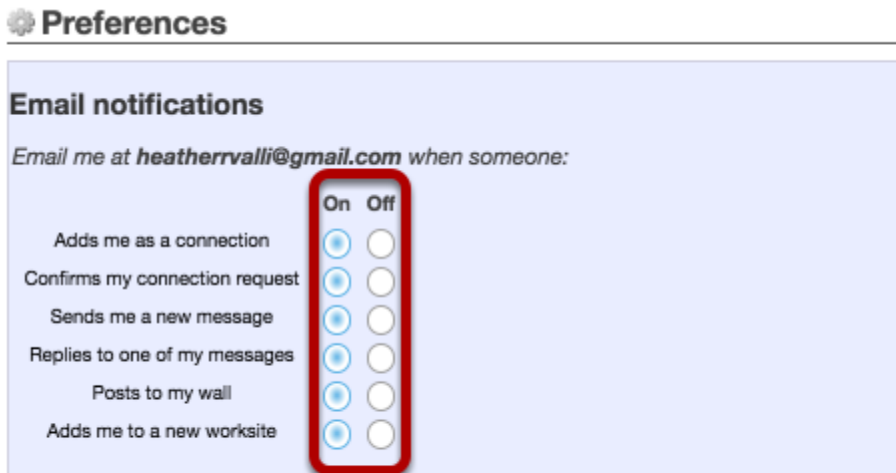 Preferences
Email notifications
Email me at heatherrvalli@gmail.com when someone:
On Off
Adds me as a connection
Confirms my connection request
Sends me a new message
Replies to one of my messages
Posts to my wall
Adds me to a new worksite